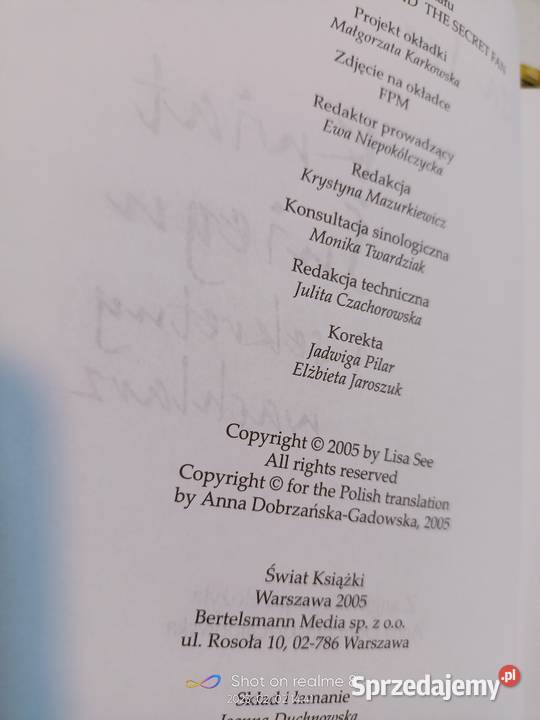 THE SECRET FAN
Projekt okładki
Małgorzata Karkowska
Zdjęcie na okładce
FPM
Redaktor prowadzący
Ewa Niepokólczycka
Redakcja
Krystyna Mazurkiewicz
Konsultacja sinologiczna
Monika Twardziak
Redakcja techniczna
Julita Czachorowska
Korekta
Jadwiga Pilar
Elżbieta Jaroszuk
Copyright © 2005 by Lisa See
All rights reserved
Copyright © for the Polish translation
by Anna Dobrzańska-Gadowska, 2005
Świat Książki
Warszawa 2005
Bertelsmann Media sp. z o.o.
ul. Rosoła 10, 02-786 Warszawa
Shot on realme 8
Skład i łamanie
Joanna Duchnowska
Sprzedajemy.pl